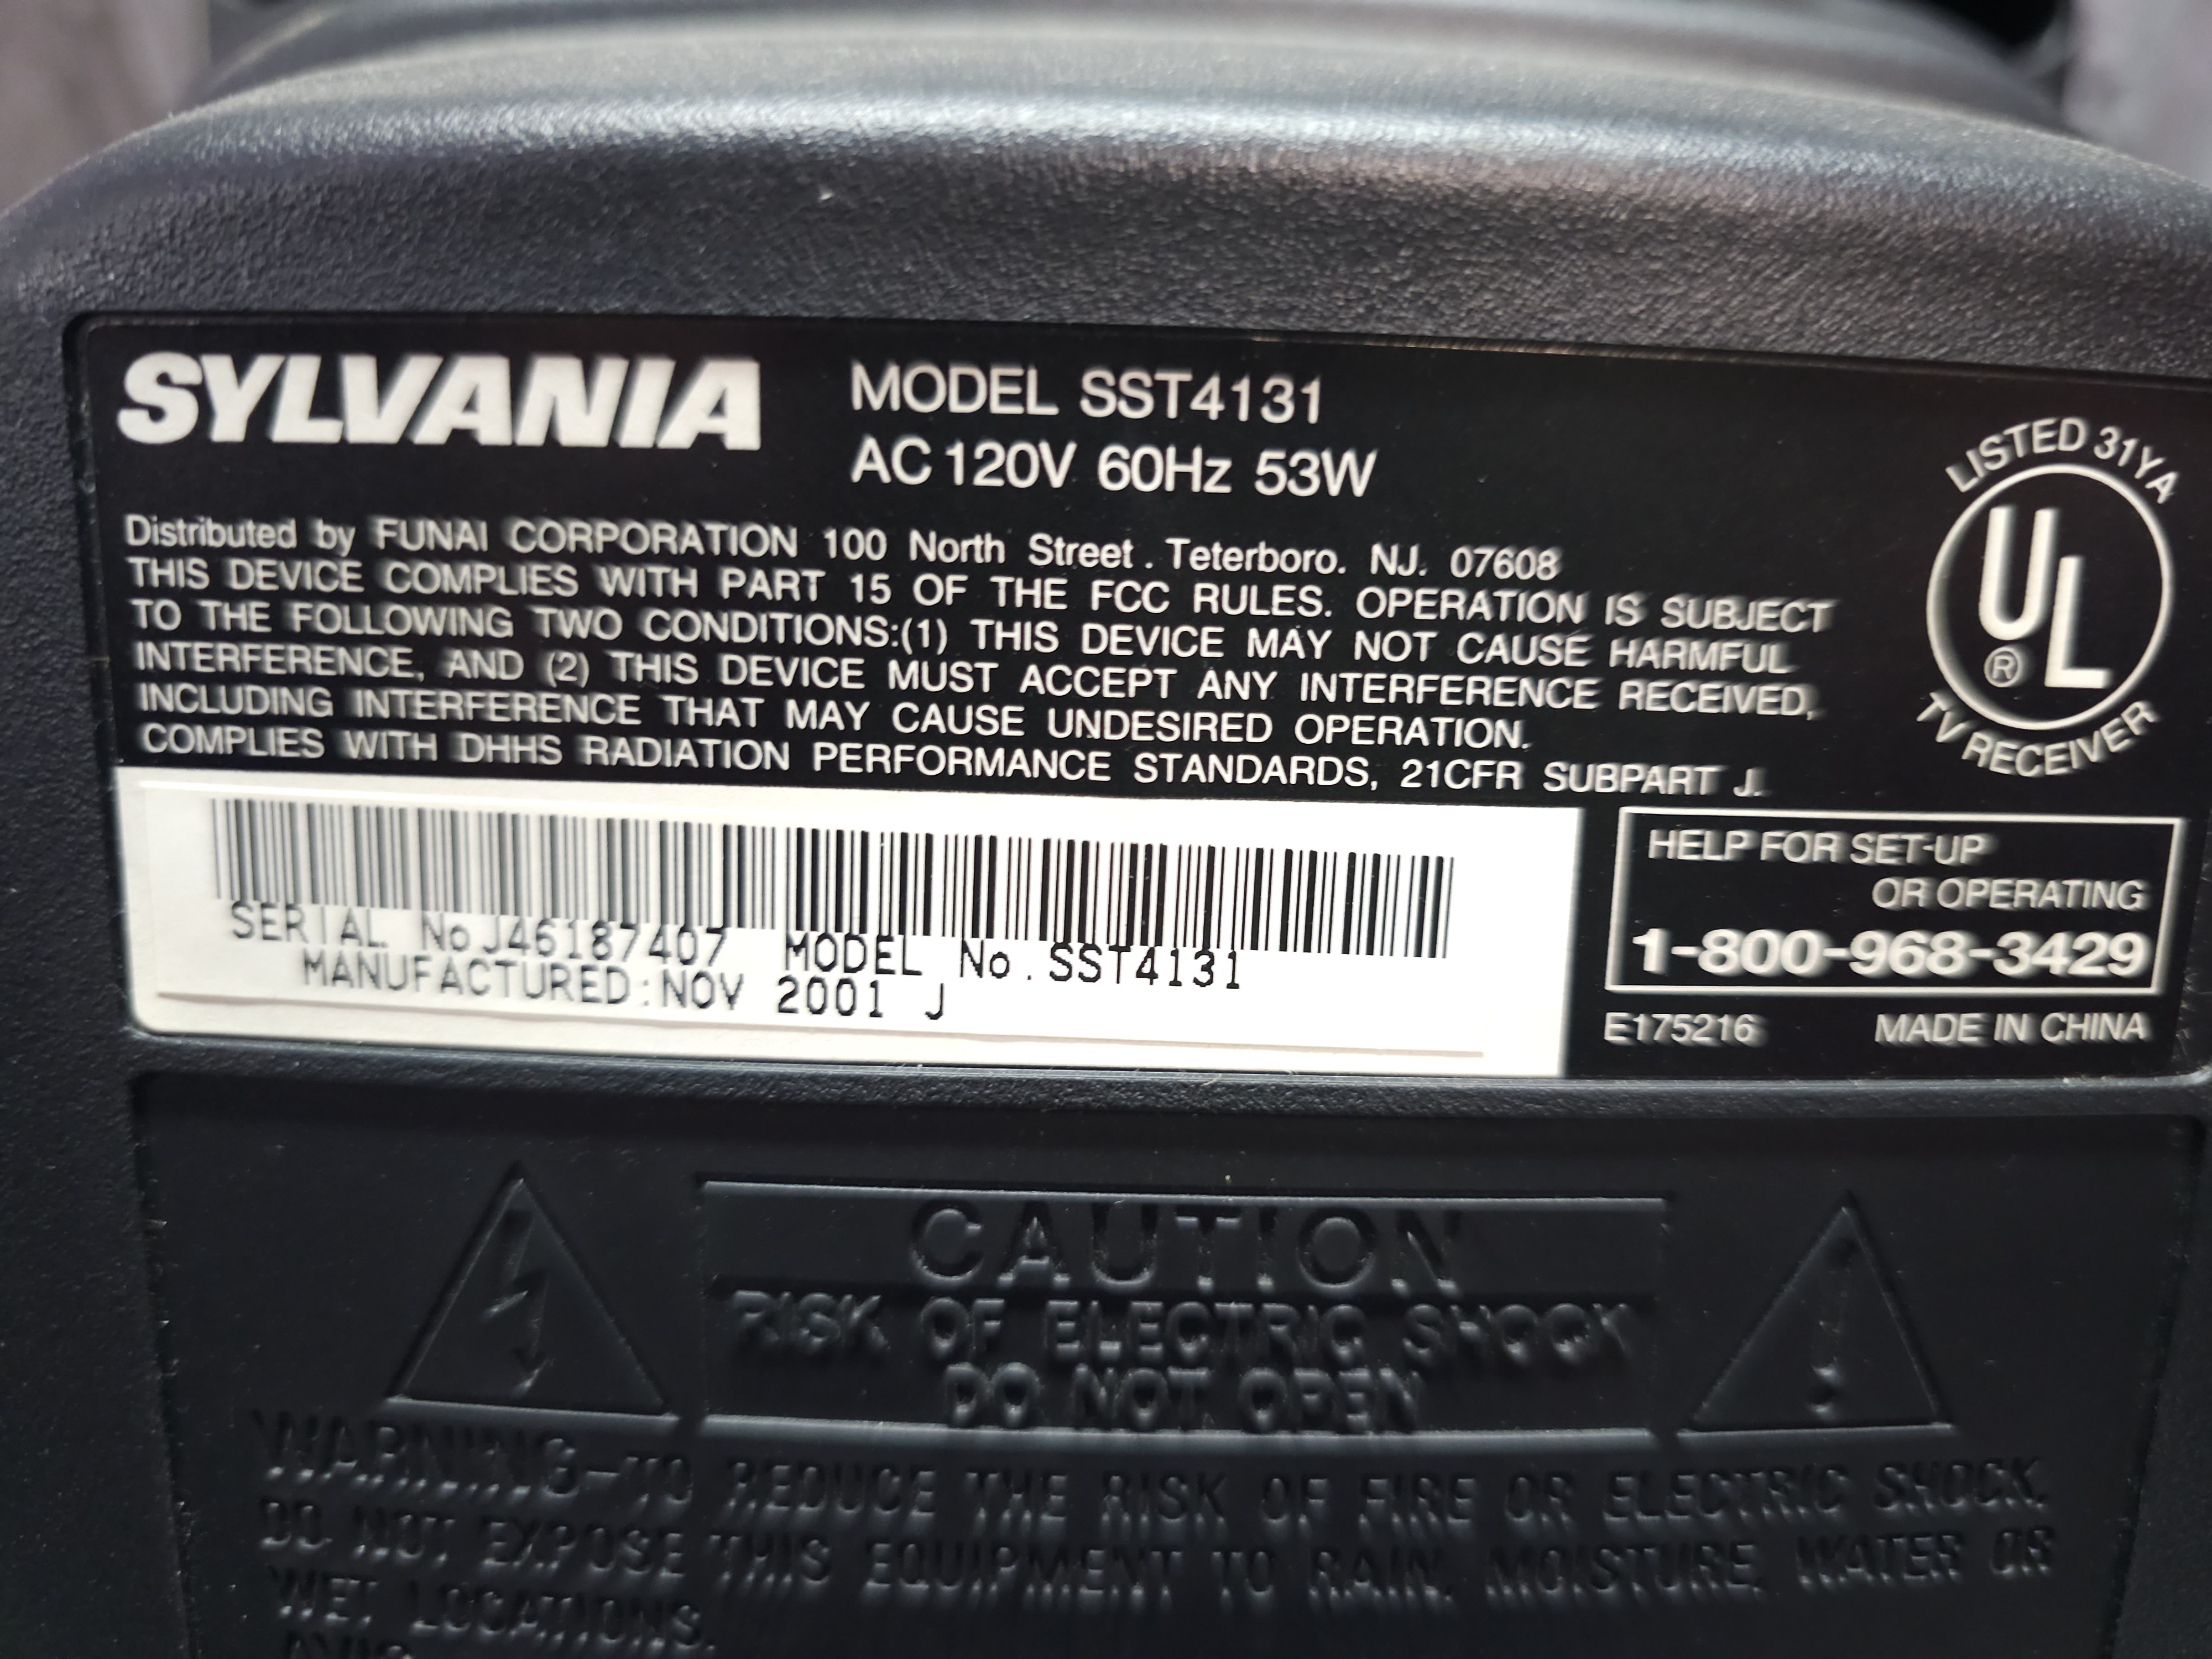 SYLVANIA
MODEL SST4131
AC 120V 60Hz 53W
Distributed by FUNAI CORPORATION 100 North Street . Teterboro. NJ. 07608
THIS DEVICE COMPLIES WITH PART 15 OF THE FCC RULES. OPERATION IS SUBJECT
TO THE FOLLOWING TWO CONDITIONS:(1) THIS DEVICE MAY NOT CAUSE HARMFUL
INTERFERENCE, AND (2) THIS DEVICE MUST ACCEPT ANY INTERFERENCE RECEIVED,
INCLUDING INTERFERENCE THAT MAY CAUSE UNDESIRED OPERATION.
COMPLIES WITH DHHS RADIATION PERFORMANCE STANDARDS, 21CFR SUBPART J.
LISTED 31YA
UL
®
TV RECEIVER
SERIAL No J46187407 MODEL No. SST4131
MANUFACTURED:NOV 2001 J
HELP FOR SET-UP
OR OPERATING
1-800-968-3429
E175216 MADE IN CHINA
CAUTION
RISK OF ELECTRIC SHOCK
DO NOT OPEN
WARNING-TO REDUCE THE RISK OF FIRE OR ELECTRIC SHOCK,
DO NOT EXPOSE THIS EQUIPMENT TO RAIN, MOISTURE, WATER OR
WET LOCATIONS.